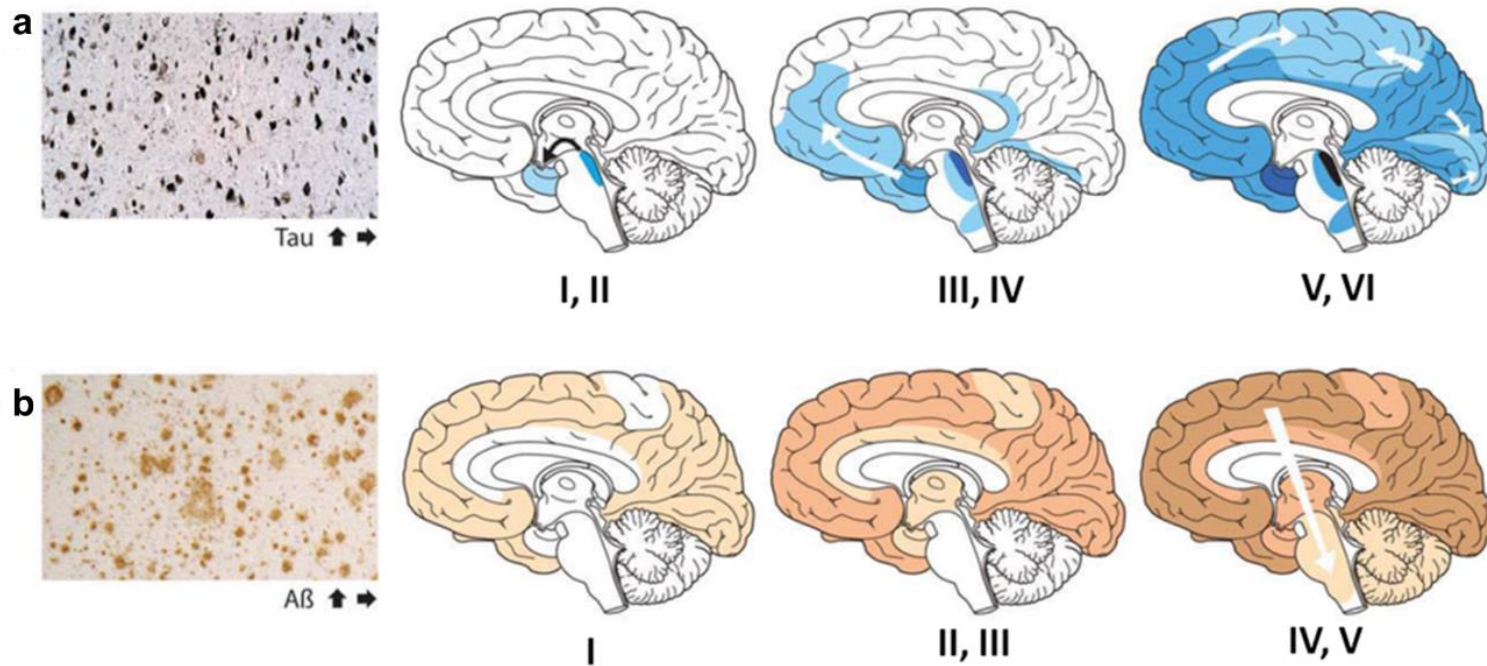 a
Tau
I, II
III, IV
V, VI
b
Aß
I
II, III
IV, V